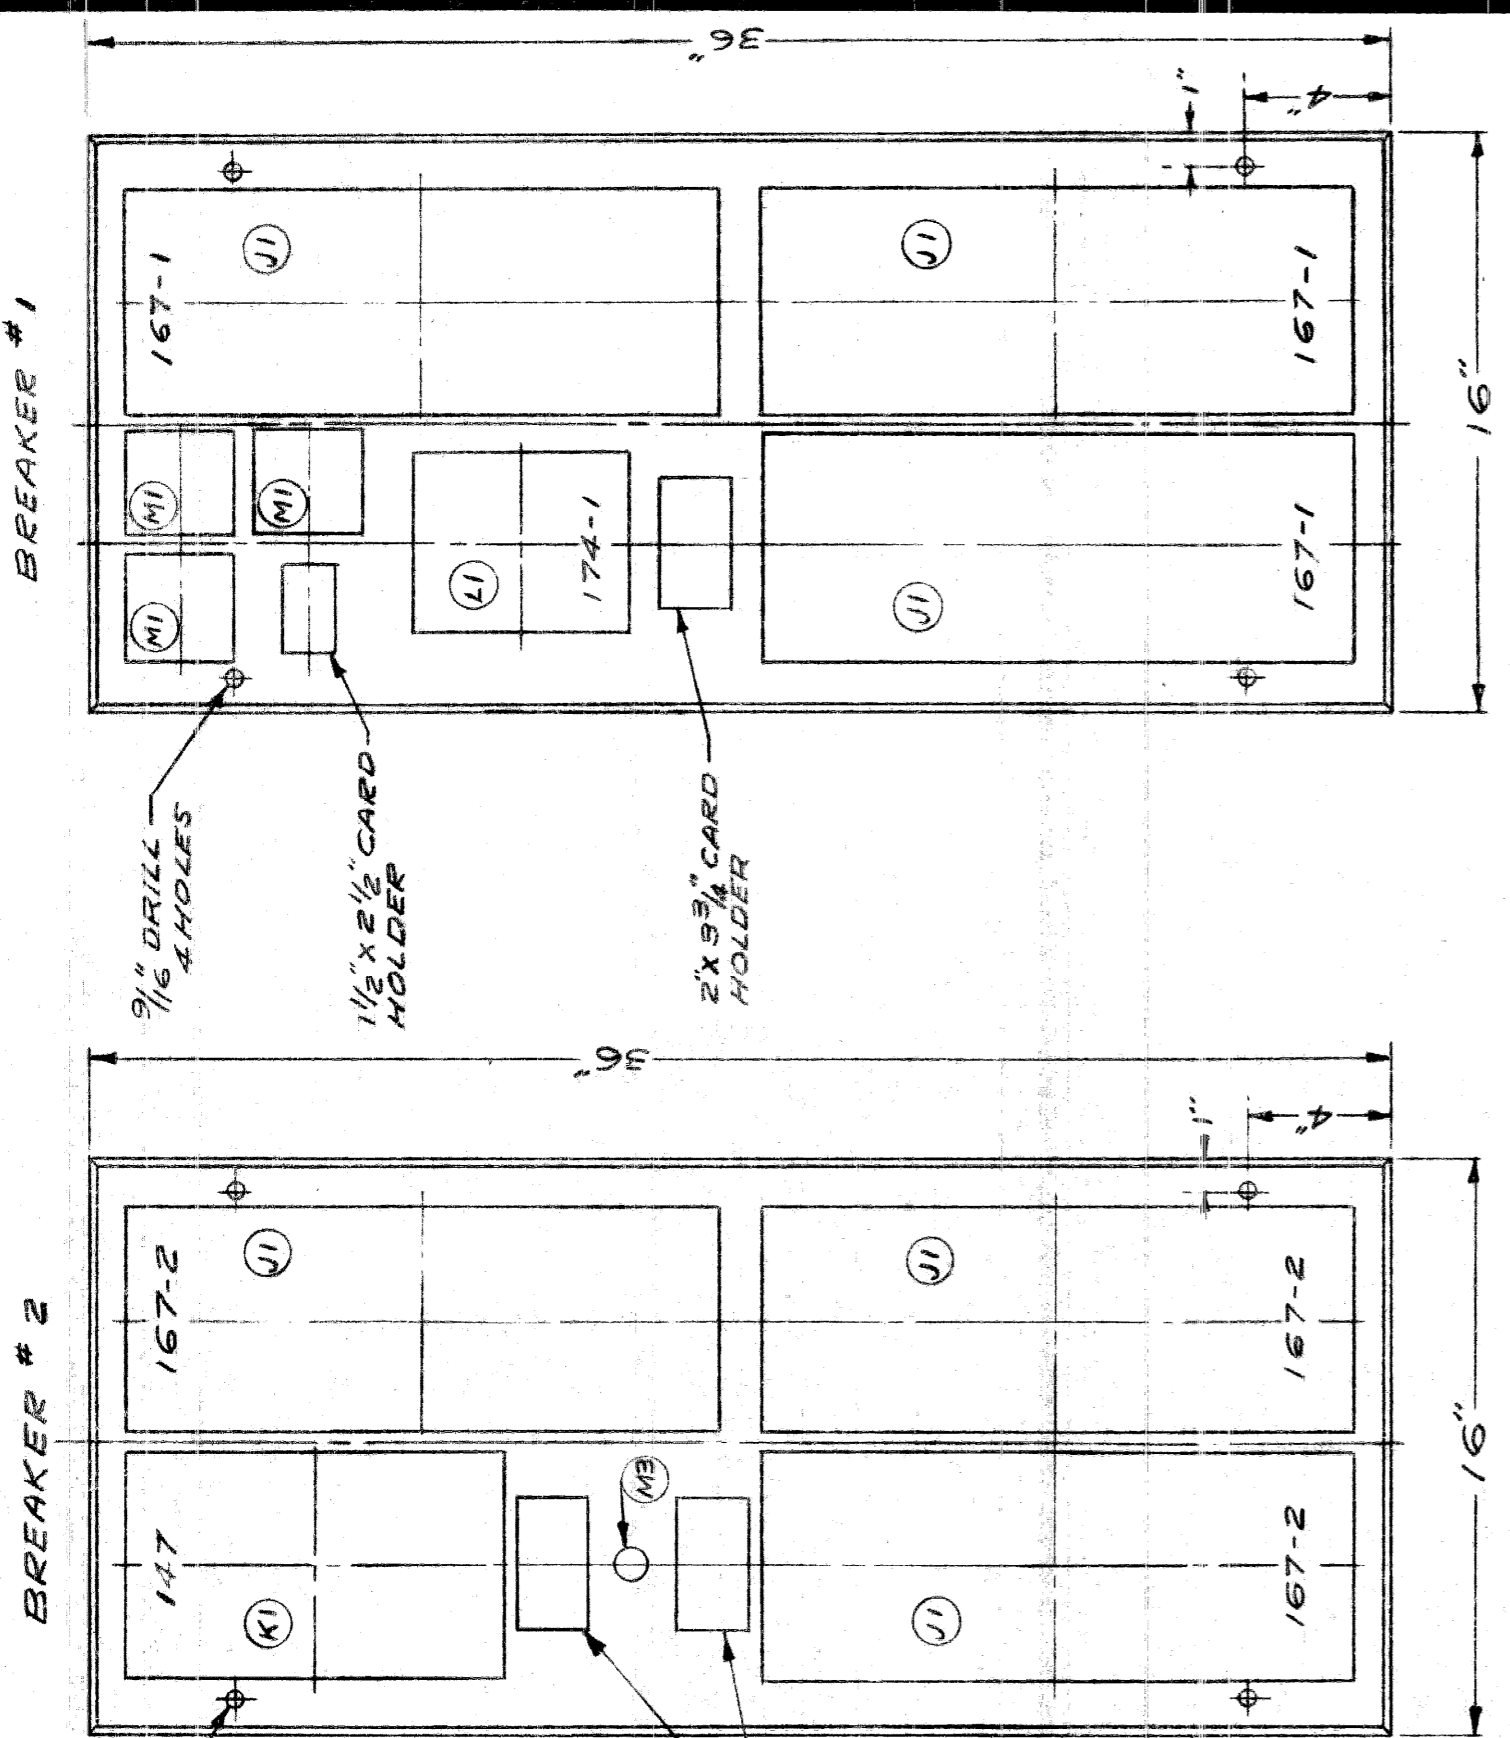 BREAKER # 2
36"
147
K1
167-2
J1
M3
J1
167-2
J1
167-2
1"
4"
16"
BREAKER # 1
36"
M1
M1
M1
167-1
J1
L1
174-1
J1
167-1
J1
167-1
1"
4"
16"
9/16" DRILL
4 HOLES
1 1/2" X 2 1/2" CARD
HOLDER
2" X 3 3/4" CARD
HOLDER